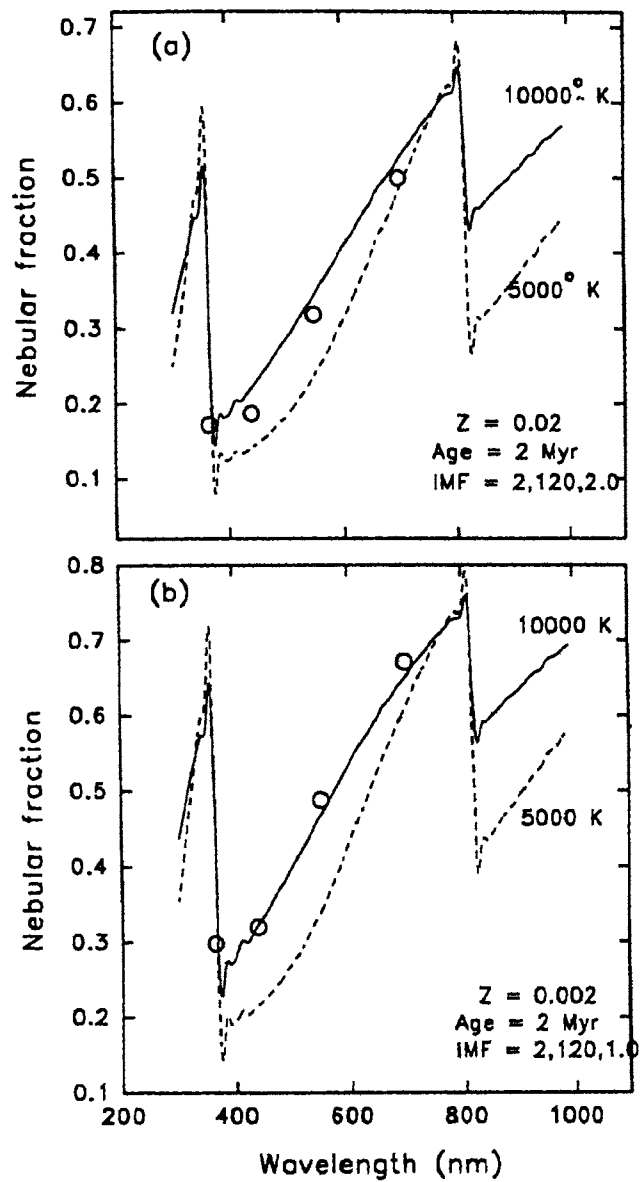 0.7
(a)
0.6
10000° K
0.5
0.4
5000° K
0.3
0.2
Z = 0.02
Age = 2 Myr
0.1
IMF = 2,120,2.0
Nebular fraction
0.8
(b)
0.7
10000 K
0.6
0.5
5000 K
0.4
0.3
Z = 0.002
0.2
Age = 2 Myr
IMF = 2,120,1.0
0.1
Nebular fraction
200 400 600 800 1000
Wavelength (nm)